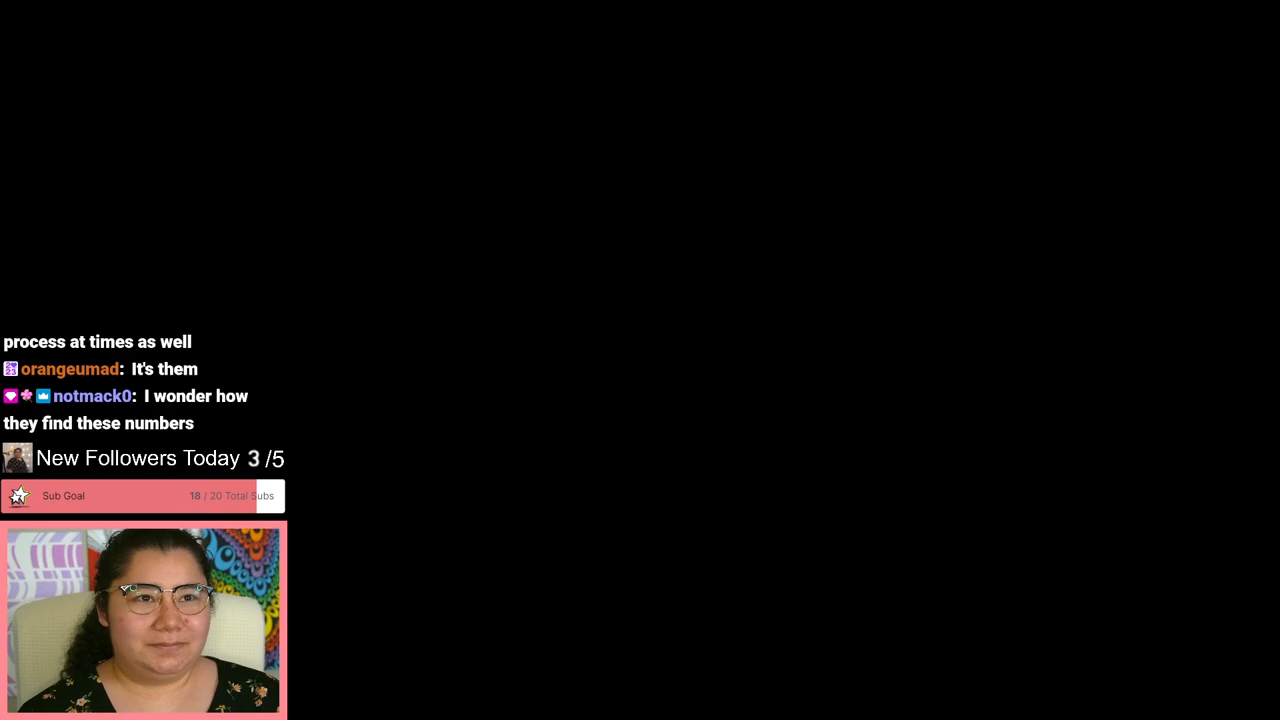 process at times as well
orangeumad: It's them
notmack0: I wonder how
they find these numbers
New Followers Today 3 /5
Sub Goal 18 / 20 Total Subs